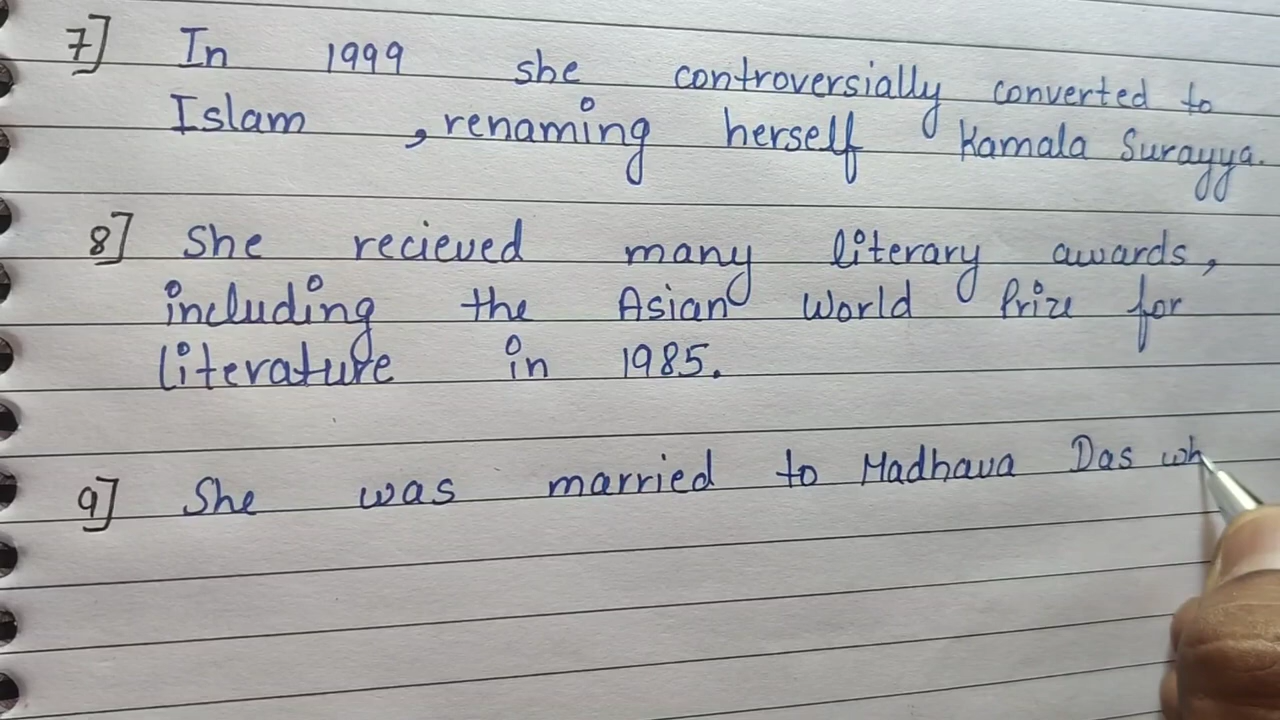 7] In 1999 she controversially converted to
Islam , renaming herself Kamala Surayya.
8] She recieved many literary awards,
including the Asian World Prize for
literature in 1985.
9] She was married to Madhava Das wh